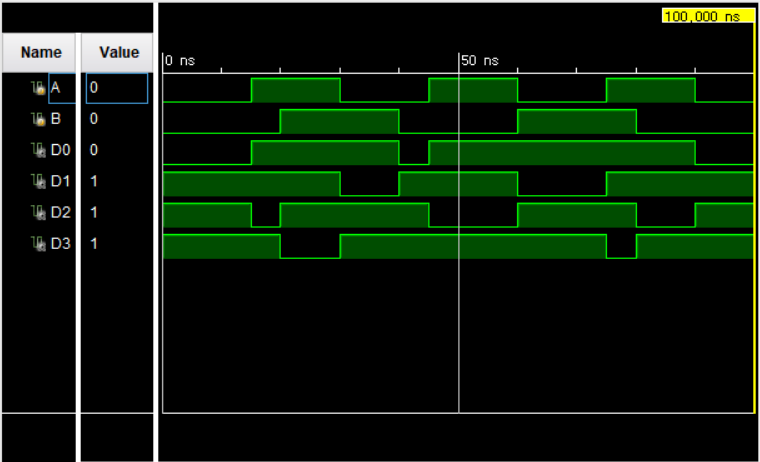 100,000 ns
Name Value
0 ns 50 ns
A 0
B 0
D0 0
D1 1
D2 1
D3 1